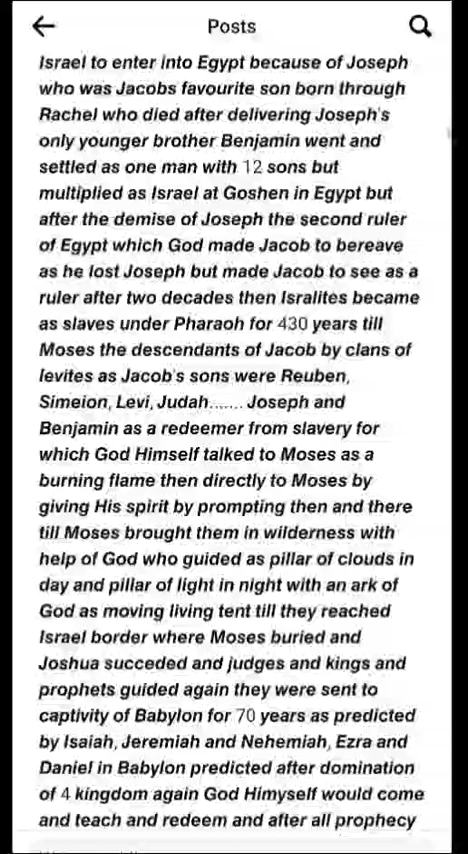 Posts
Israel to enter into Egypt because of Joseph
who was Jacobs favourite son born through
Rachel who died after delivering Joseph's
only younger brother Benjamin went and
settled as one man with 12 sons but
multiplied as Israel at Goshen in Egypt but
after the demise of Joseph the second ruler
of Egypt which God made Jacob to bereave
as he lost Joseph but made Jacob to see as a
ruler after two decades then Isralites became
as slaves under Pharaoh for 430 years till
Moses the descendants of Jacob by clans of
levites as Jacob's sons were Reuben,
Simeion, Levi, Judah....... Joseph and
Benjamin as a redeemer from slavery for
which God Himself talked to Moses as a
burning flame then directly to Moses by
giving His spirit by prompting then and there
till Moses brought them in wilderness with
help of God who guided as pillar of clouds in
day and pillar of light in night with an ark of
God as moving living tent till they reached
Israel border where Moses buried and
Joshua succeded and judges and kings and
prophets guided again they were sent to
captivity of Babylon for 70 years as predicted
by Isaiah, Jeremiah and Nehemiah, Ezra and
Daniel in Babylon predicted after domination
of 4 kingdom again God Himyself would come
and teach and redeem and after all prophecy